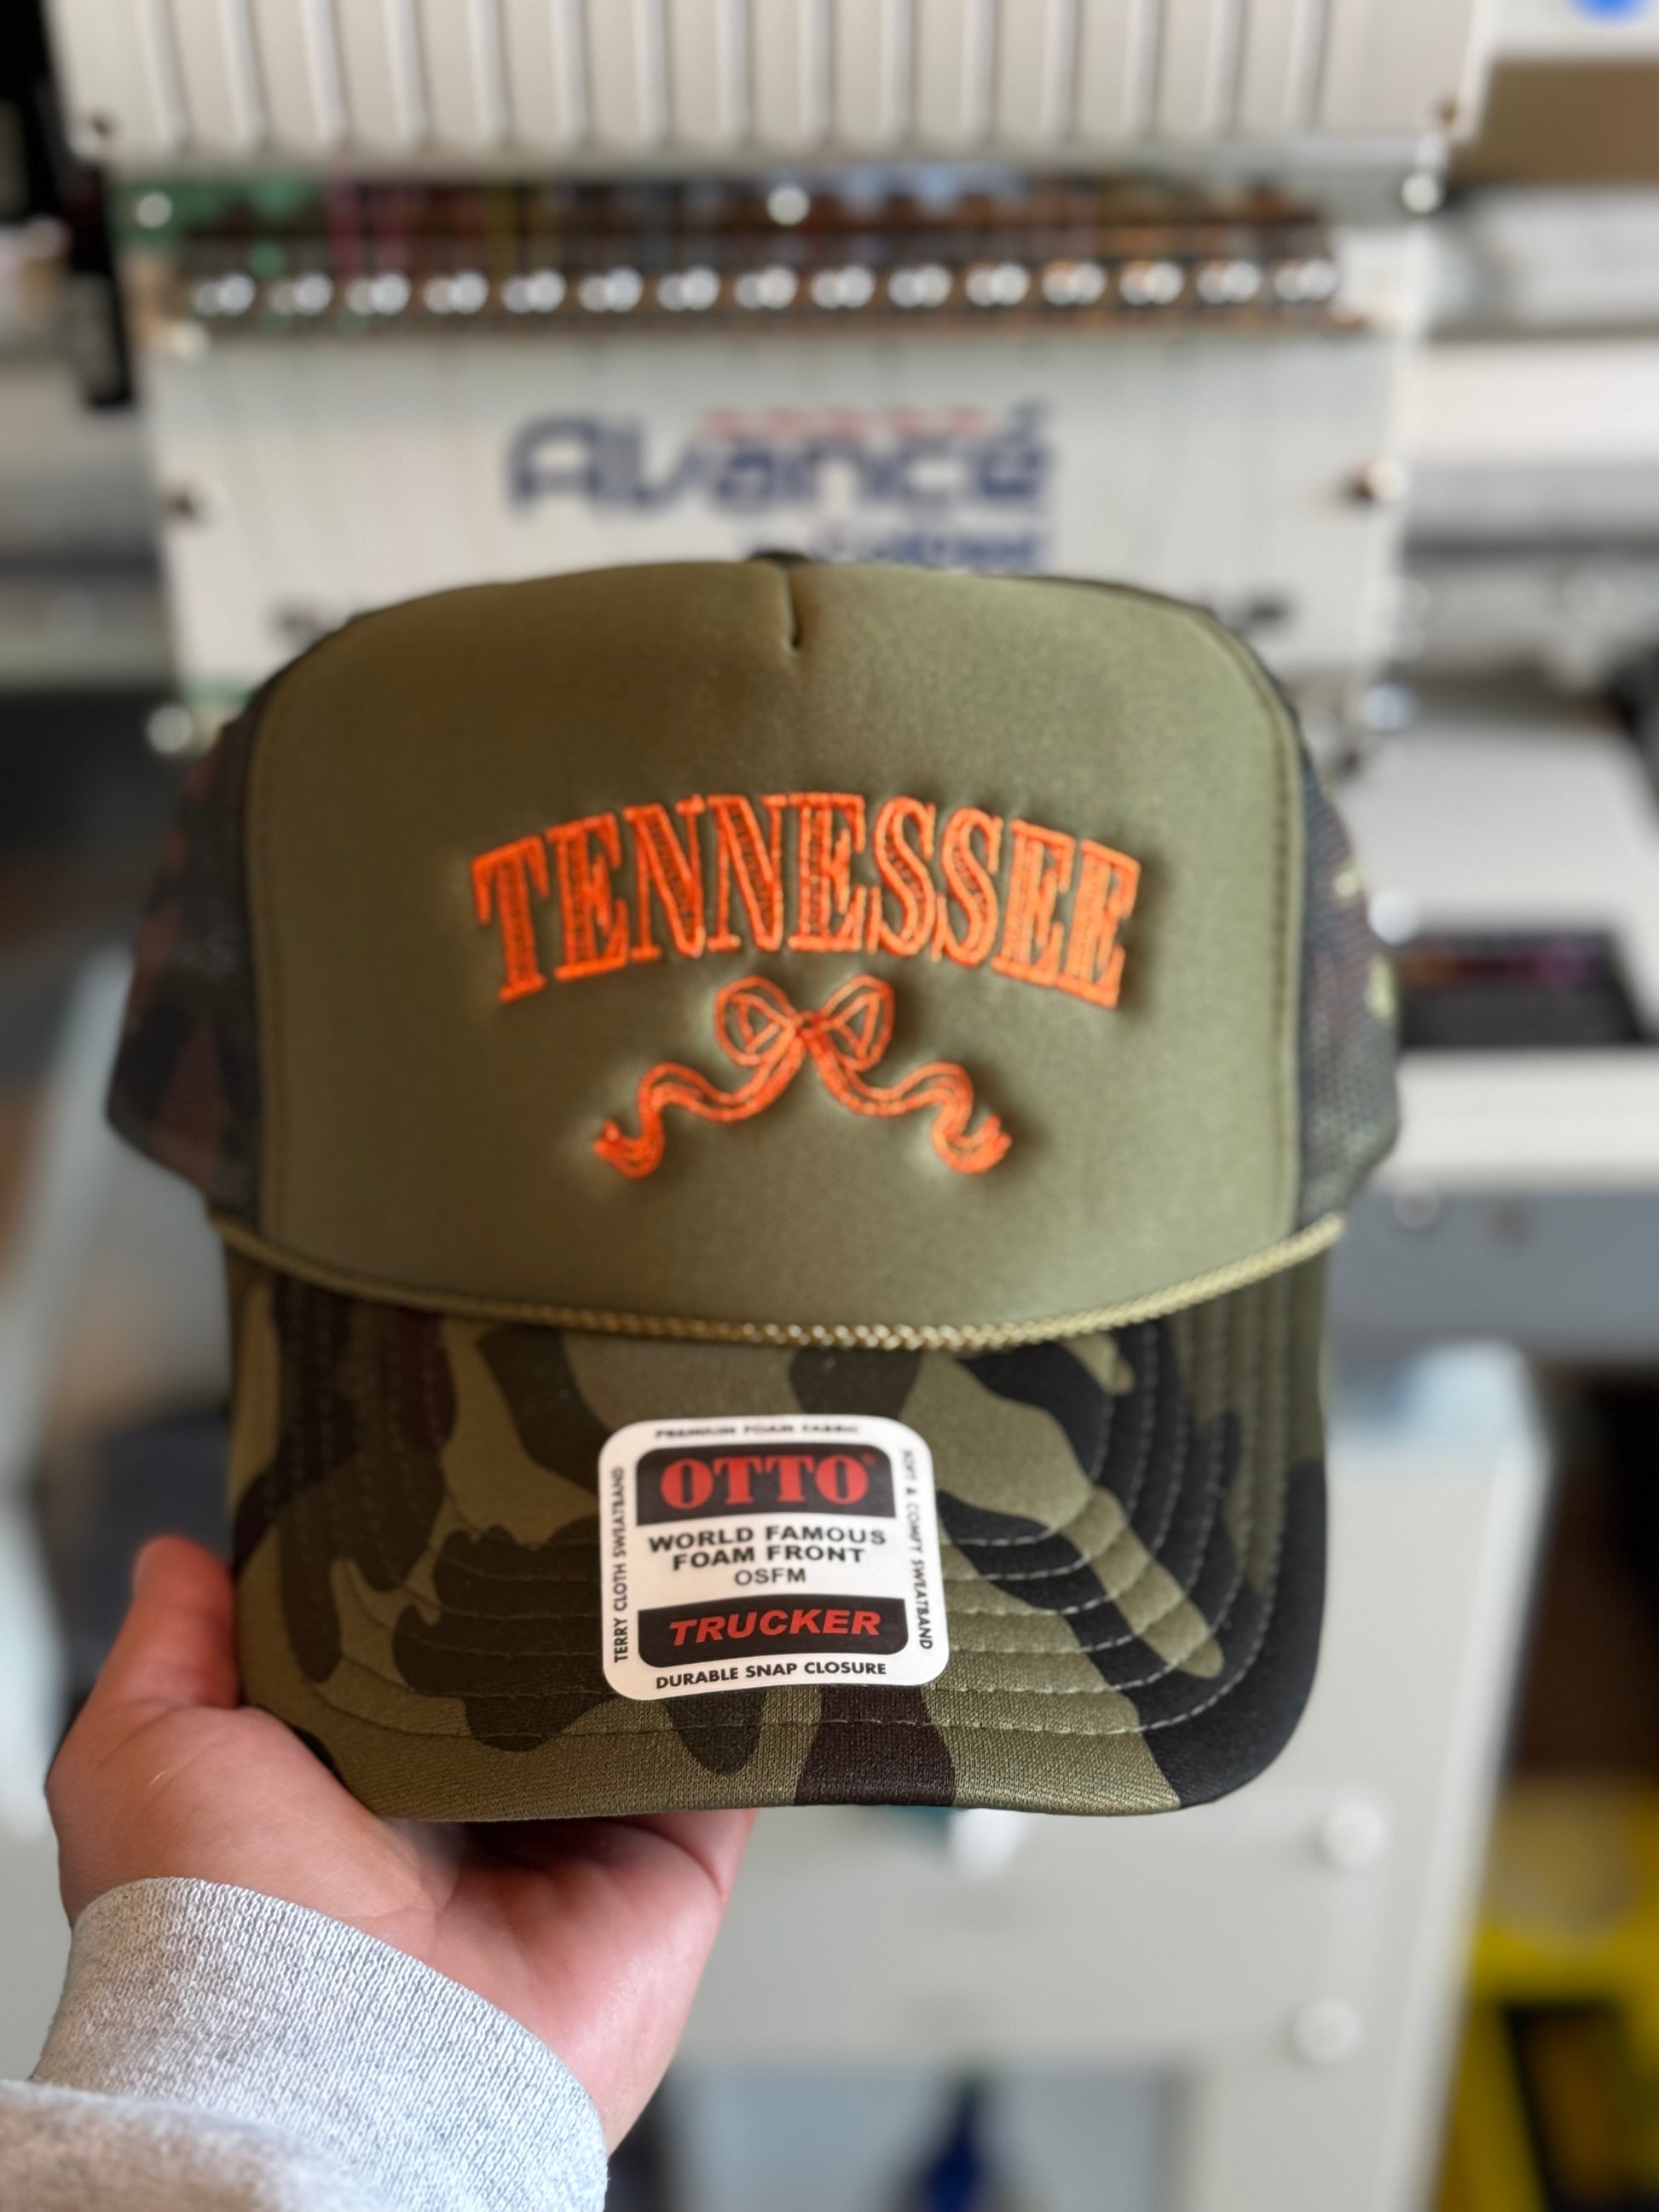 Avancé
TENNESSEE
PREMIUM FOAM FABRIC
OTTO®
WORLD FAMOUS
FOAM FRONT
OSFM
TRUCKER
TERRY CLOTH SWEATBAND
SOFT & COMFY SWEATBAND
DURABLE SNAP CLOSURE